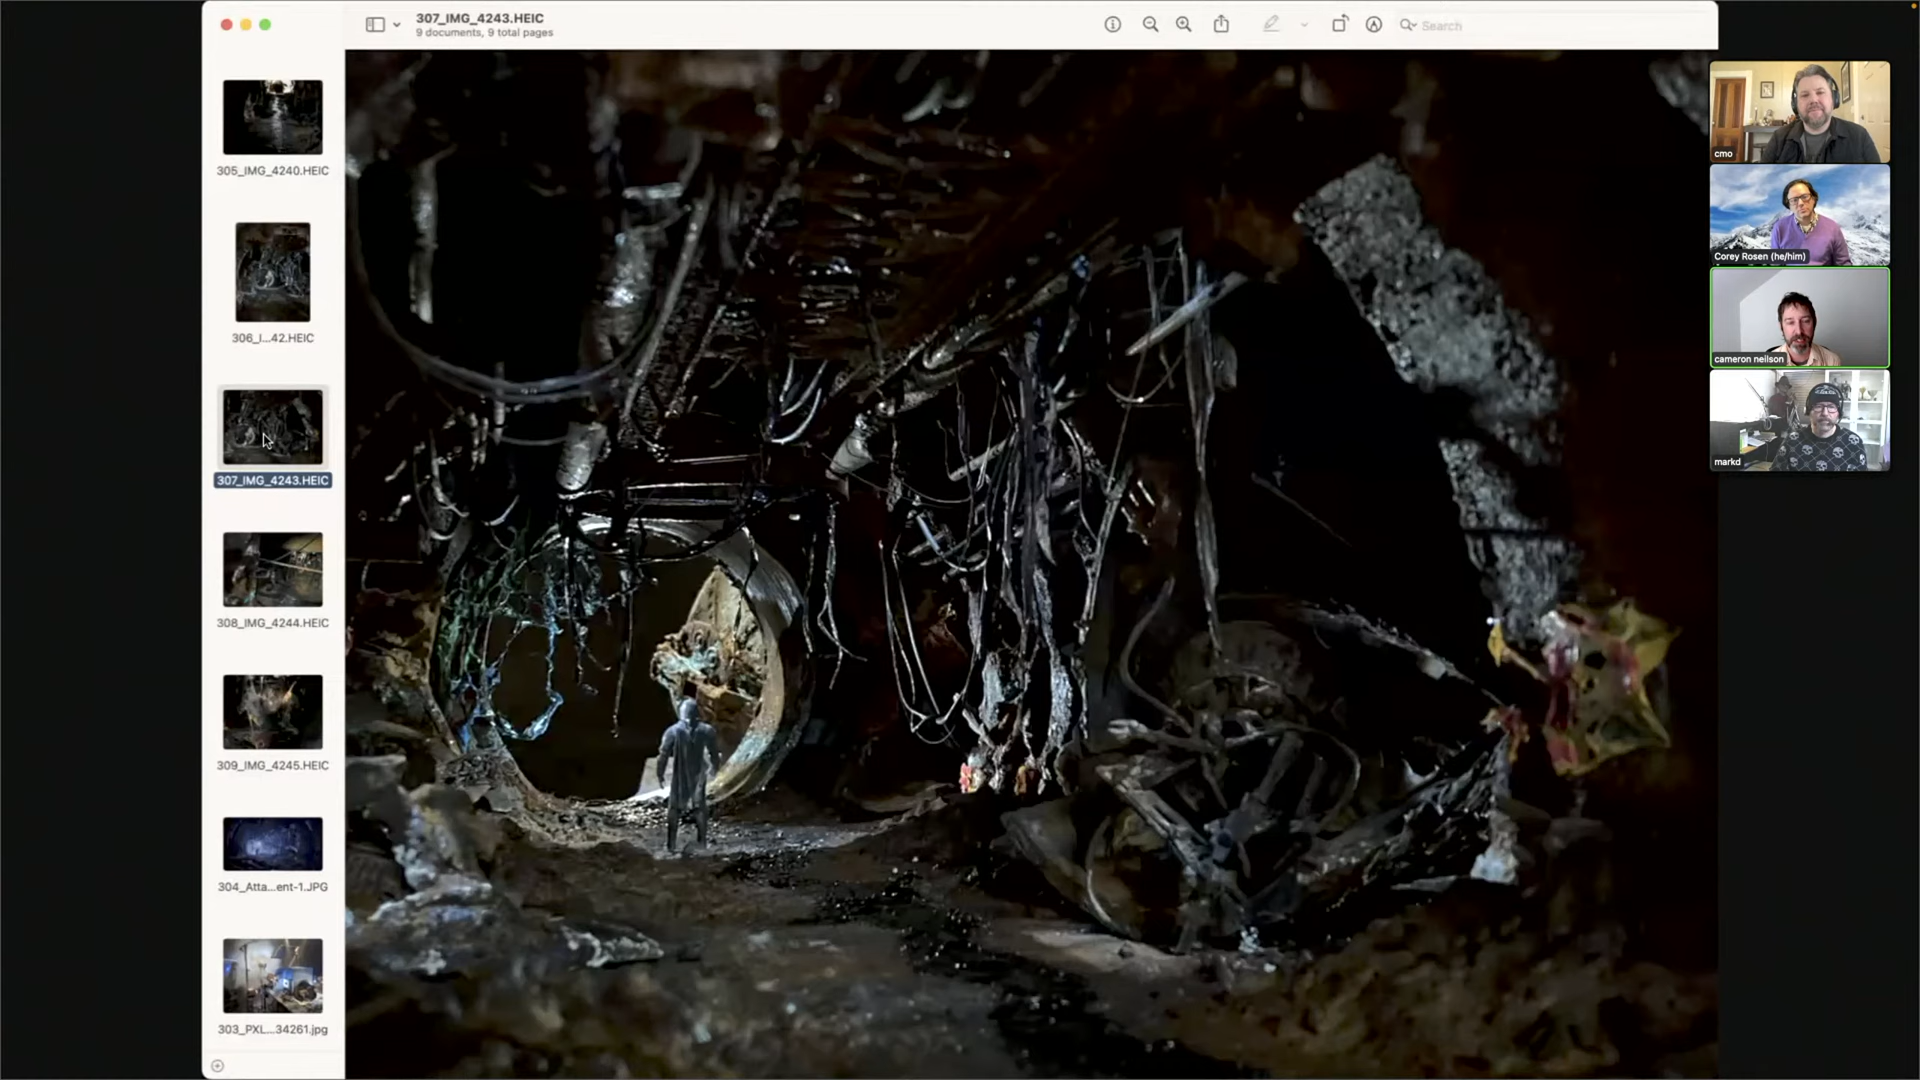 307_IMG_4243.HEIC
9 documents, 9 total pages
Search
305_IMG_4240.HEIC
306_I...42.HEIC
307_IMG_4243.HEIC
308_IMG_4244.HEIC
309_IMG_4245.HEIC
304_Atta...ent-1.JPG
303_PXL...34261.jpg
cmo
Corey Rosen (he/him)
cameron neilson
markd